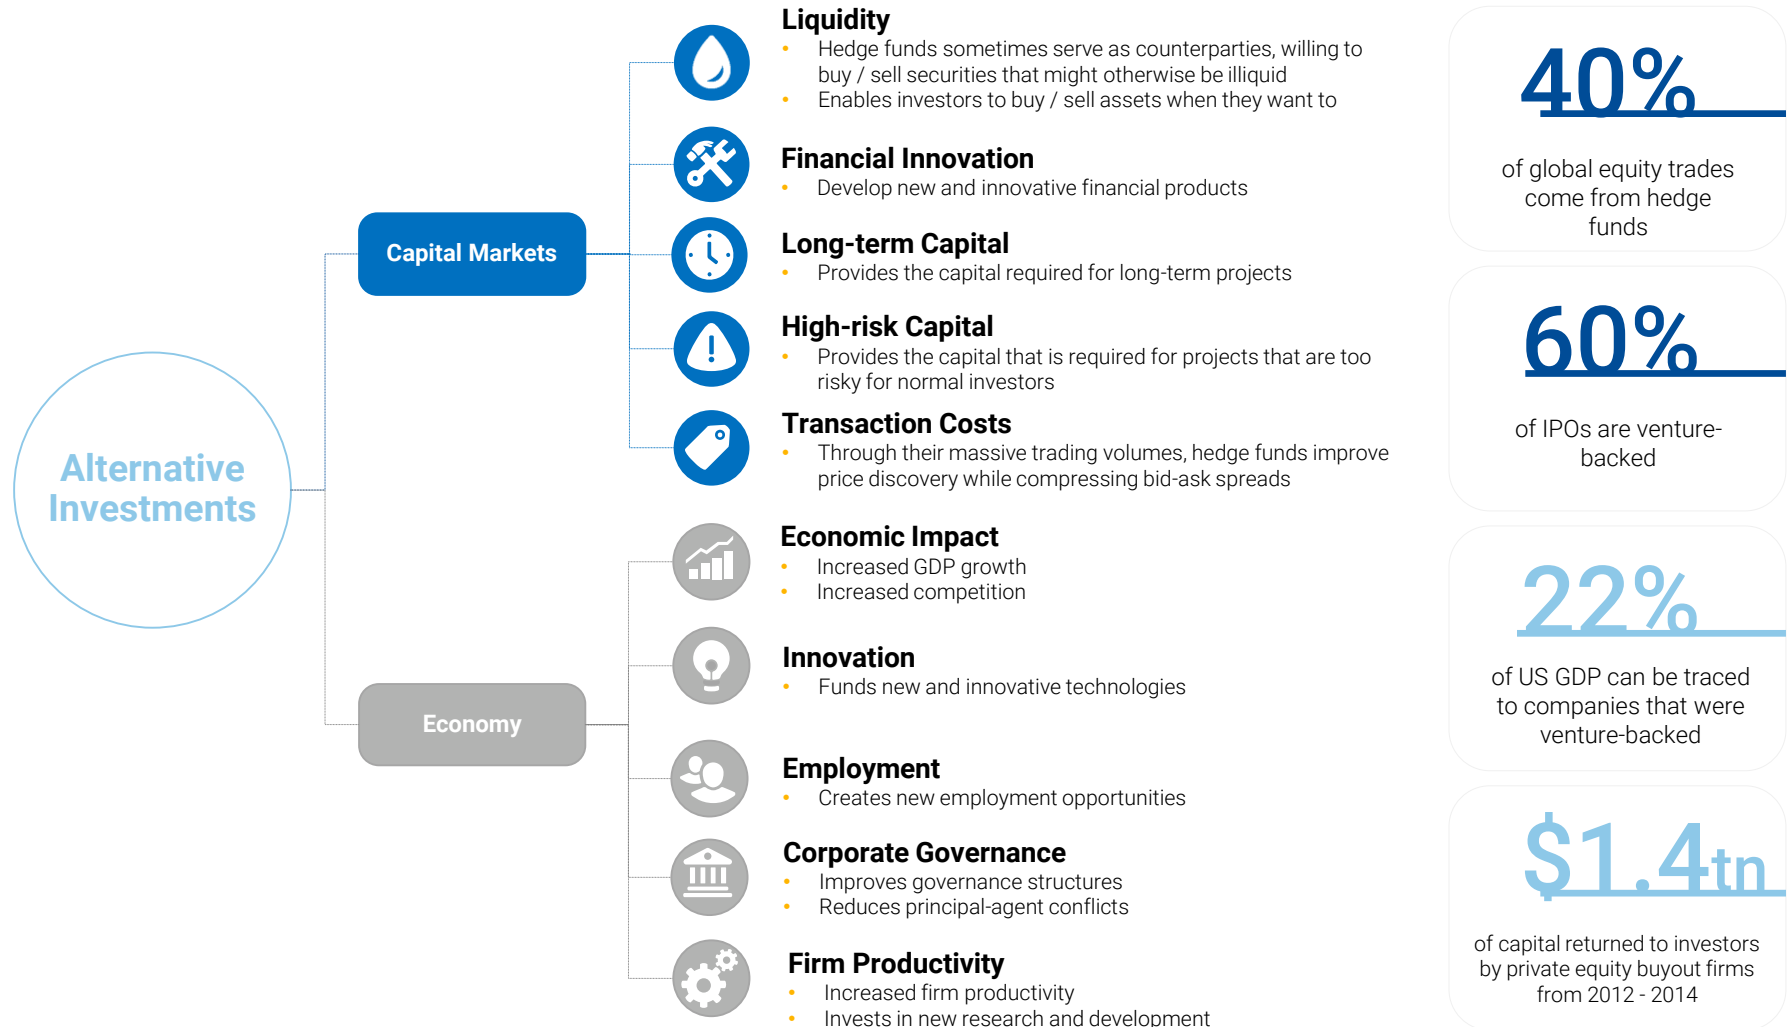 Alternative
Investments
Capital Markets
Liquidity
• Hedge funds sometimes serve as counterparties, willing to
buy / sell securities that might otherwise be illiquid
• Enables investors to buy / sell assets when they want to
Financial Innovation
• Develop new and innovative financial products
Long-term Capital
• Provides the capital required for long-term projects
High-risk Capital
• Provides the capital that is required for projects that are too
risky for normal investors
Transaction Costs
• Through their massive trading volumes, hedge funds improve
price discovery while compressing bid-ask spreads
Economy
Economic Impact
• Increased GDP growth
• Increased competition
Innovation
• Funds new and innovative technologies
Employment
• Creates new employment opportunities
Corporate Governance
• Improves governance structures
• Reduces principal-agent conflicts
Firm Productivity
• Increased firm productivity
• Invests in new research and development
40%
of global equity trades
come from hedge
funds
60%
of IPOs are venture-
backed
22%
of US GDP can be traced
to companies that were
venture-backed
$1.4tn
of capital returned to investors
by private equity buyout firms
from 2012 - 2014